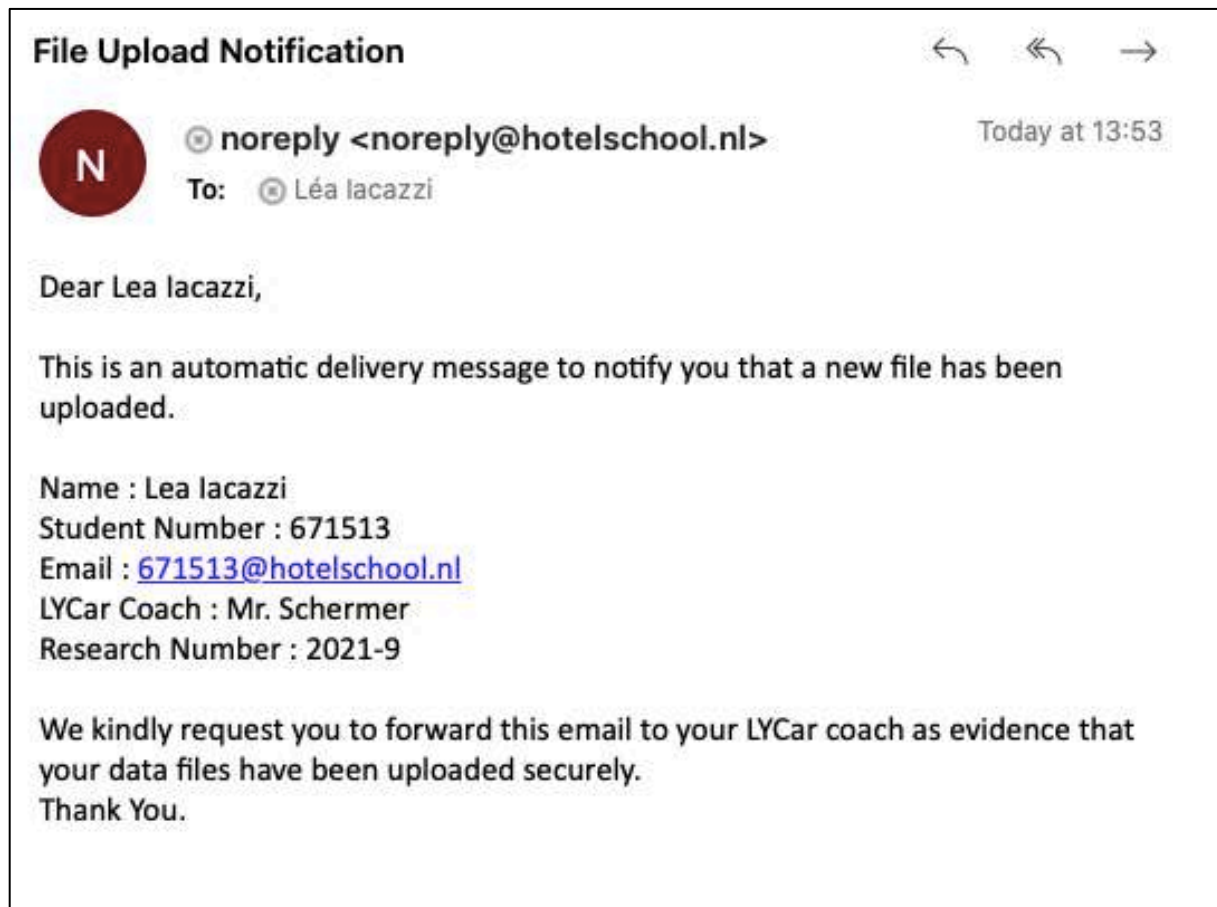 File Upload Notification
N
noreply <noreply@hotelschool.nl>
Today at 13:53
To: Léa Iacazzi
Dear Lea Iacazzi,
This is an automatic delivery message to notify you that a new file has been
uploaded.
Name : Lea Iacazzi
Student Number : 671513
Email : 671513@hotelschool.nl
LYCar Coach : Mr. Schermer
Research Number : 2021-9
We kindly request you to forward this email to your LYCar coach as evidence that
your data files have been uploaded securely.
Thank You.